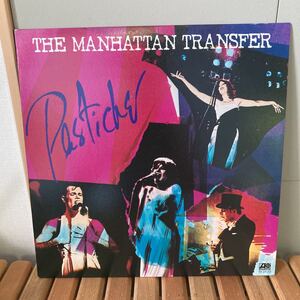 THE MANHATTAN TRANSFER
Pastiche